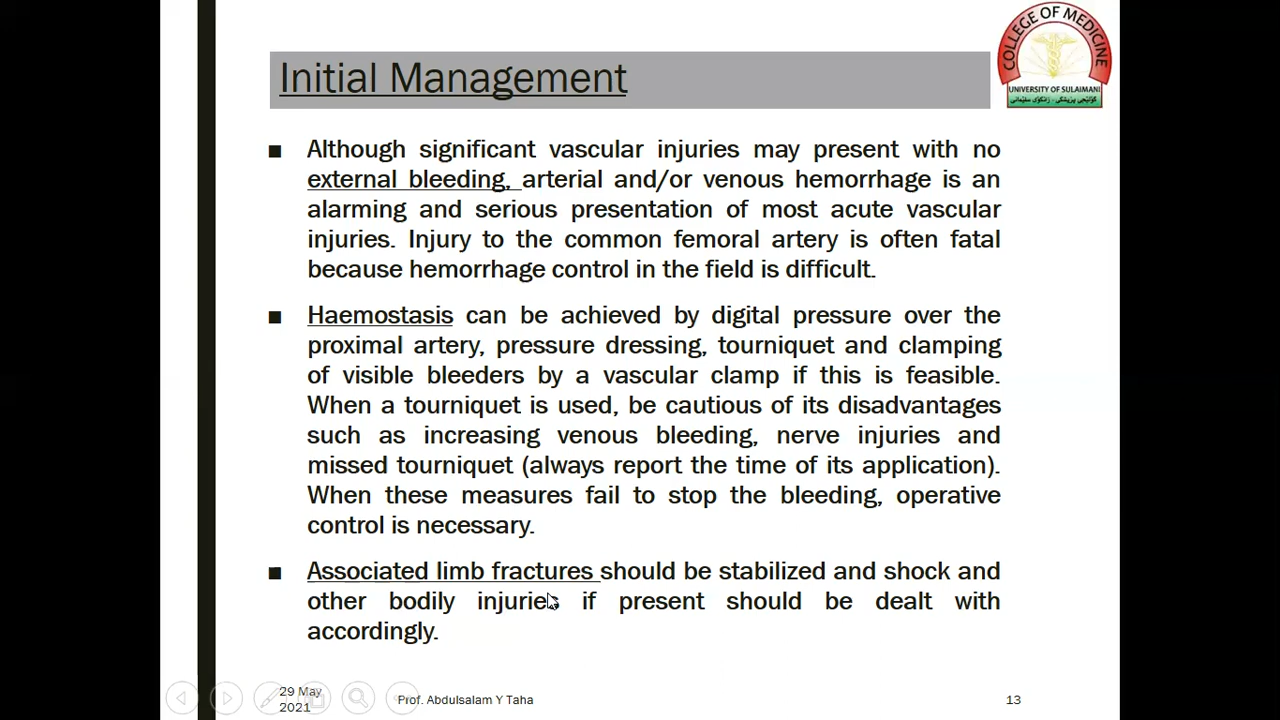 COLLEGE OF MEDICINE
UNIVERSITY OF SULAIMANI
كۆلێجی پزیشکی - زانکۆی سلێمانی
Initial Management
■ Although significant vascular injuries may present with no
external bleeding, arterial and/or venous hemorrhage is an
alarming and serious presentation of most acute vascular
injuries. Injury to the common femoral artery is often fatal
because hemorrhage control in the field is difficult.
■ Haemostasis can be achieved by digital pressure over the
proximal artery, pressure dressing, tourniquet and clamping
of visible bleeders by a vascular clamp if this is feasible.
When a tourniquet is used, be cautious of its disadvantages
such as increasing venous bleeding, nerve injuries and
missed tourniquet (always report the time of its application).
When these measures fail to stop the bleeding, operative
control is necessary.
■ Associated limb fractures should be stabilized and shock and
other bodily injuries if present should be dealt with
accordingly.
29 May
2021
Prof. Abdulsalam Y Taha
13